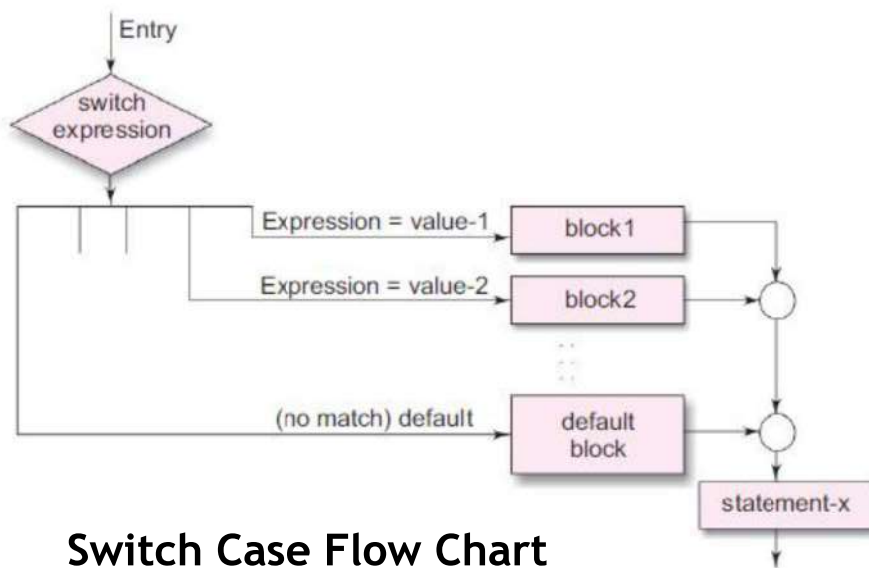 Entry
switch
expression
Expression = value-1
block1
Expression = value-2
block2
(no match) default
default
block
statement-x
Switch Case Flow Chart